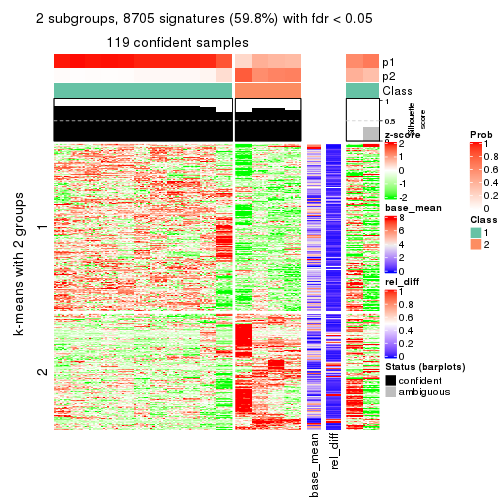 2 subgroups, 8705 signatures (59.8%) with fdr < 0.05
119 confident samples
p1
p2
Class
1
0.5
0
Silhouette
score
k-means with 2 groups
1
2
base_mean
rel_diff
z-score
2
1
0
-1
-2
base_mean
8
6
4
2
0
rel_diff
1
0.8
0.6
0.4
0.2
0
Status (barplots)
confident
ambiguous
Prob
1
0.8
0.6
0.4
0.2
0
Class
1
2